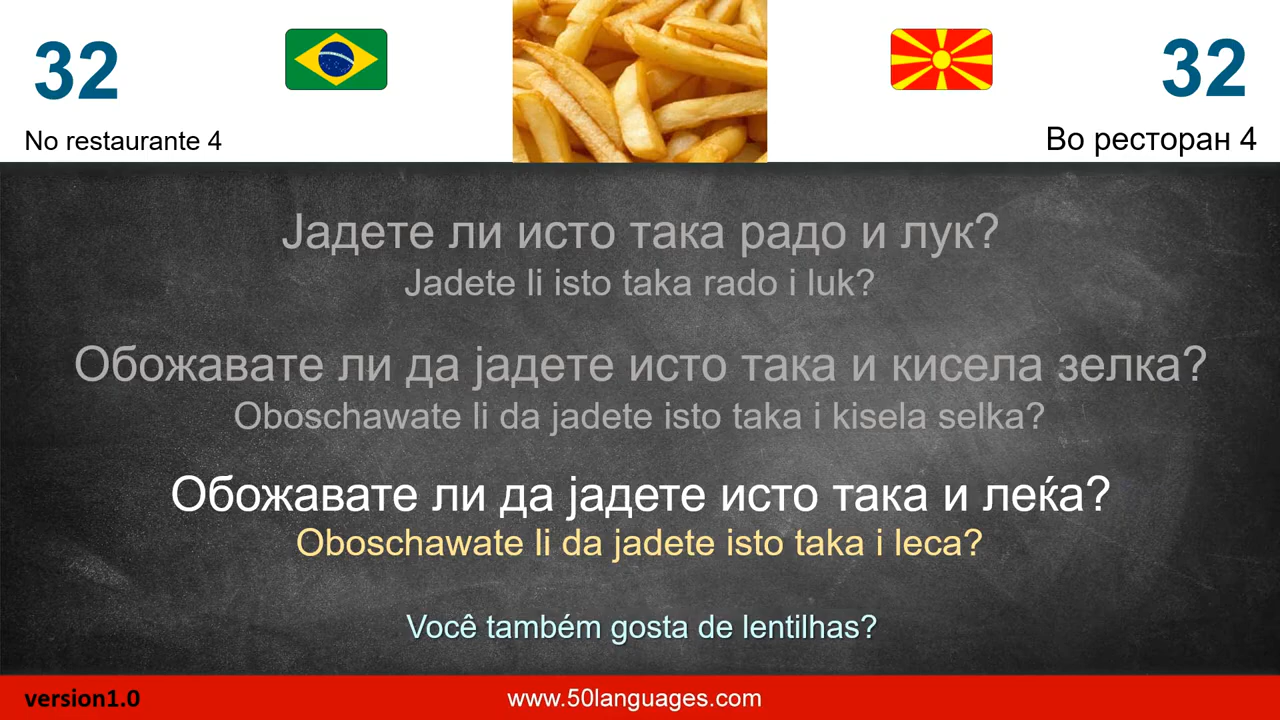 32
32
No restaurante 4
Во ресторан 4
Јадете ли исто така радо и лук?
Jadete li isto taka rado i luk?
Обожавате ли да јадете исто така и кисела зелка?
Oboschawate li da jadete isto taka i kisela selka?
Обожавате ли да јадете исто така и леќа?
Oboschawate li da jadete isto taka i leca?
Você também gosta de lentilhas?
version1.0
www.50languages.com